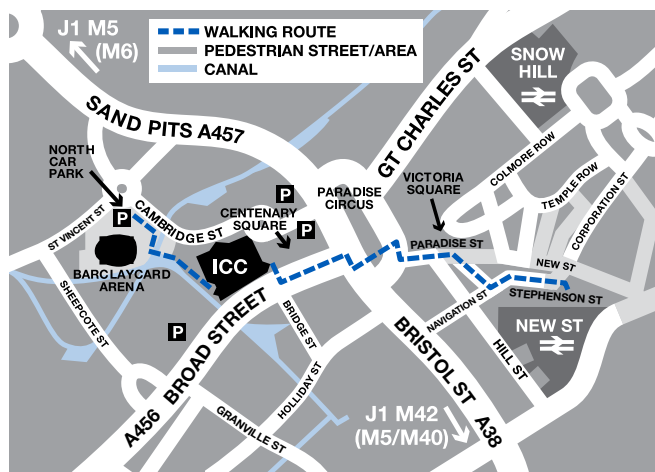 J1 M5
(M6)
WALKING ROUTE
PEDESTRIAN STREET/AREA
CANAL
SNOW
HILL
GT CHARLES ST
SAND PITS A457
COLMORE ROW
TEMPLE ROW
CORPORATION ST
NORTH
CAR
PARK
P
P
P
P
PARADISE
CIRCUS
VICTORIA
SQUARE
CENTENARY
SQUARE
ST VINCENT ST
CAMBRIDGE ST
PARADISE ST
NEW ST
ICC
BARCLAYCARD
ARENA
STEPHENSON ST
NAVIGATION ST
NEW ST
HILL ST
SHEEPCOTE ST
BRIDGE ST
HOLLIDAY ST
A456 BROAD STREET
BRISTOL ST A38
GRANVILLE ST
J1 M42
(M5/M40)